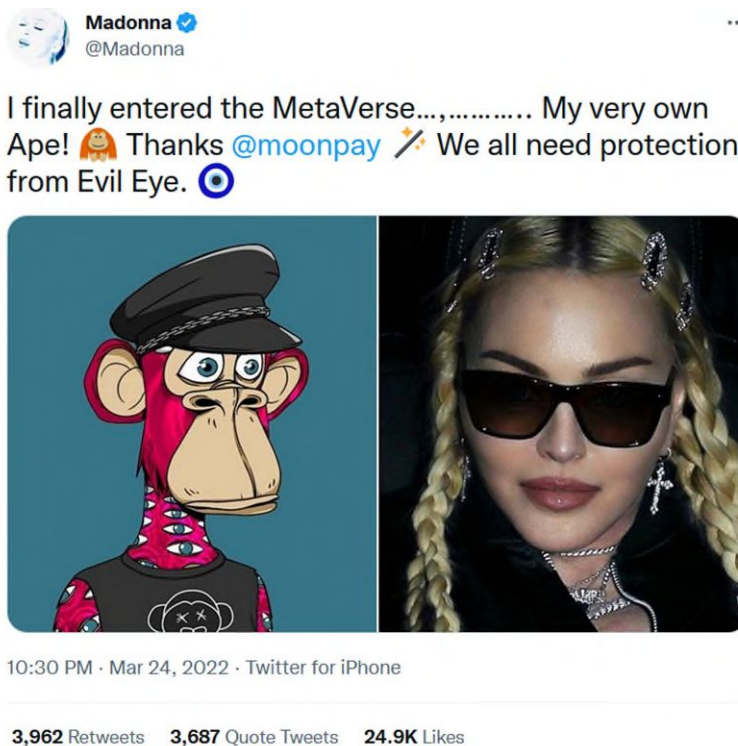 Madonna
@Madonna
I finally entered the MetaVerse...,……….. My very own
Ape! 🦧 Thanks @moonpay We all need protection
from Evil Eye. 🧿
10:30 PM · Mar 24, 2022 · Twitter for iPhone
3,962 Retweets 3,687 Quote Tweets 24.9K Likes